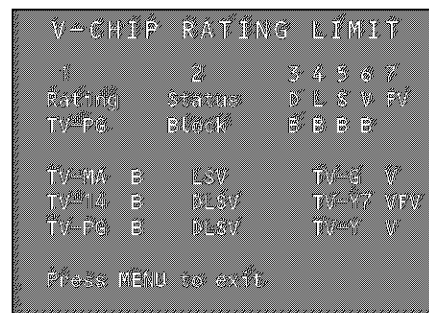 V-CHIP RATING LIMIT
1 2 3 4 5 6 7
Rating Status D L S V FV
TV-PG Block B B B B
TV-MA B LSV TV-G V
TV-14 B DLSV TV-Y7 VFV
TV-PG B DLSV TV-Y V
Press MENU to exit